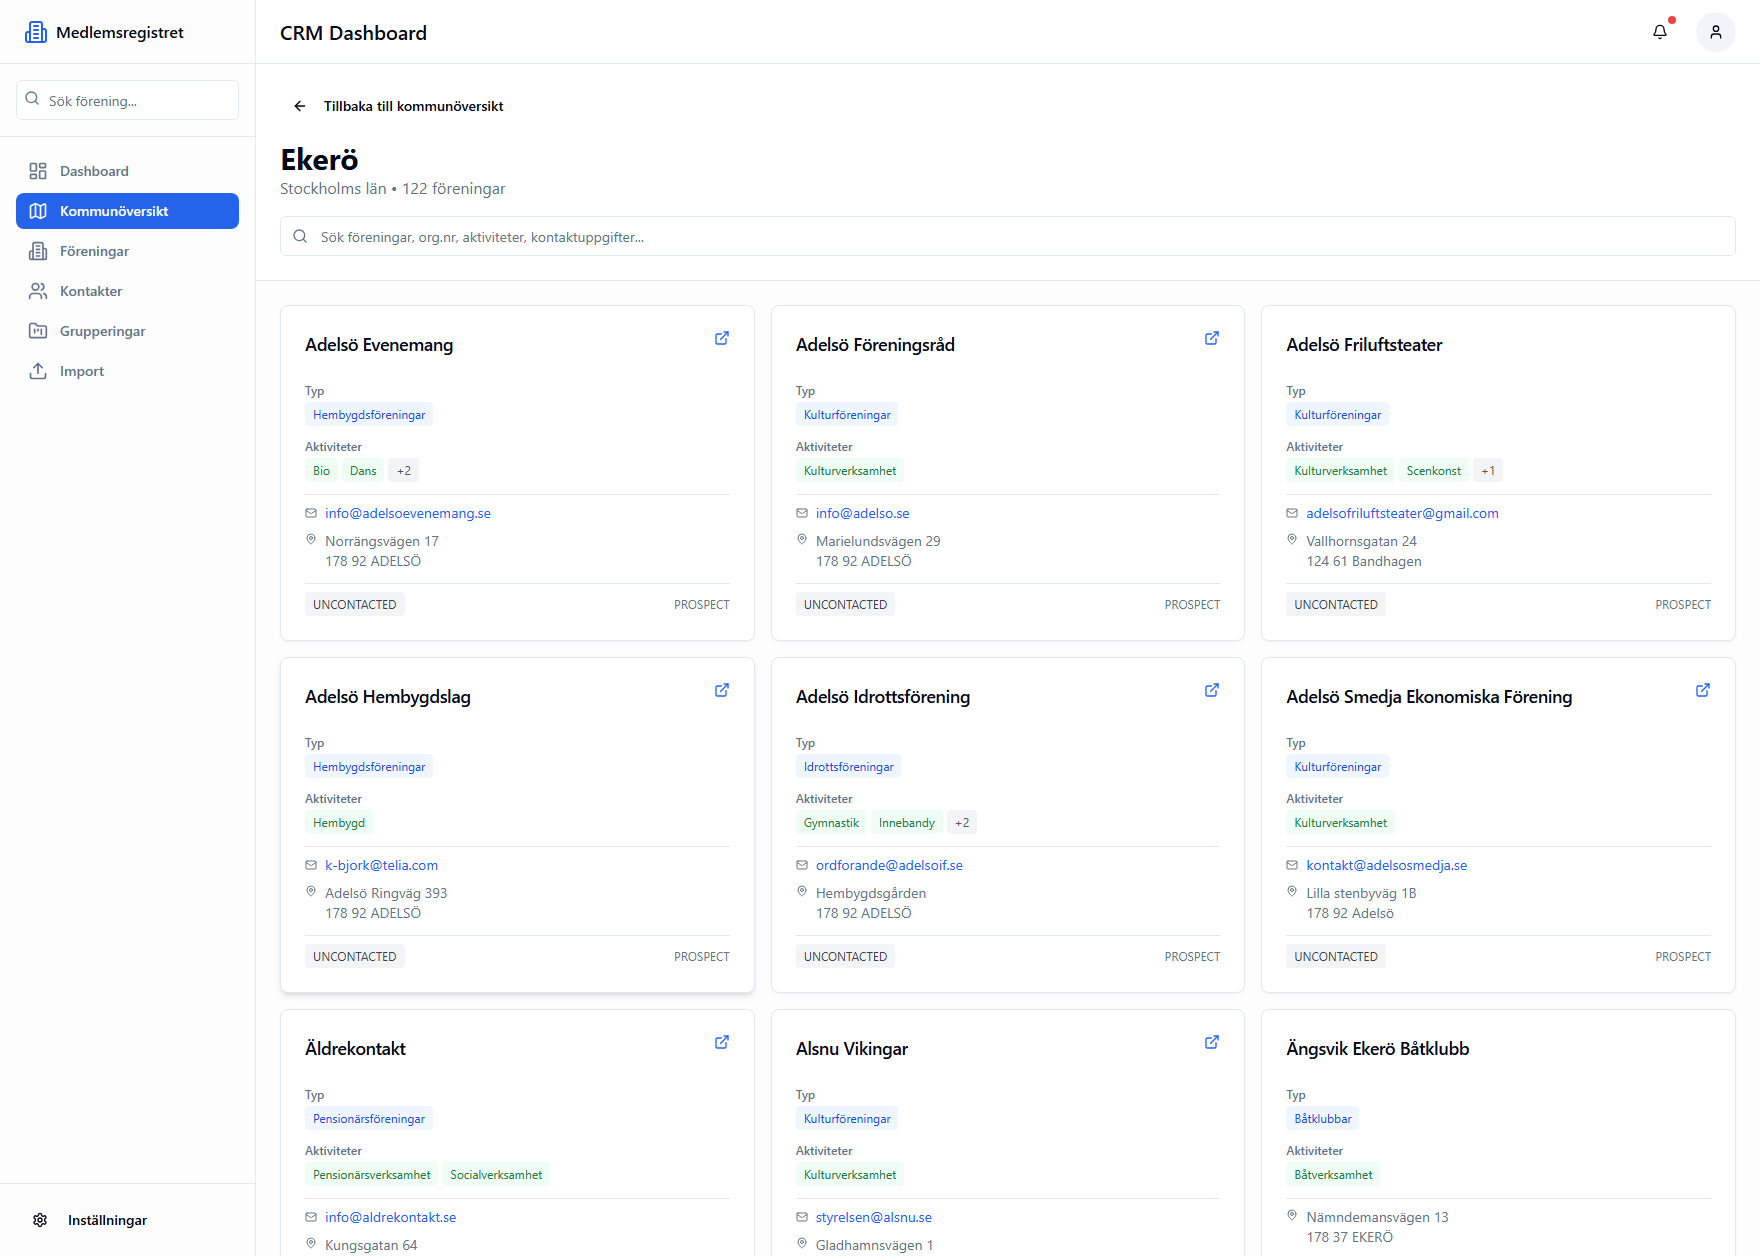 Medlemsregistret
CRM Dashboard
Sök förening...
Dashboard
Kommunöversikt
Föreningar
Kontakter
Grupperingar
Import
Inställningar
Tillbaka till kommunöversikt
Ekerö
Stockholms län • 122 föreningar
Sök föreningar, org.nr, aktiviteter, kontaktuppgifter...
Adelsö Evenemang
Typ
Hembygdsföreningar
Aktiviteter
Bio Dans +2
info@adelsoevenemang.se
Norrängsvägen 17
178 92 ADELSÖ
UNCONTACTED PROSPECT
Adelsö Föreningsråd
Typ
Kulturföreningar
Aktiviteter
Kulturverksamhet
info@adelso.se
Marielundsvägen 29
178 92 ADELSÖ
UNCONTACTED PROSPECT
Adelsö Friluftsteater
Typ
Kulturföreningar
Aktiviteter
Kulturverksamhet Scenkonst +1
adelsofriluftsteater@gmail.com
Vallhornsgatan 24
124 61 Bandhagen
UNCONTACTED PROSPECT
Adelsö Hembygdslag
Typ
Hembygdsföreningar
Aktiviteter
Hembygd
k-bjork@telia.com
Adelsö Ringväg 393
178 92 ADELSÖ
UNCONTACTED PROSPECT
Adelsö Idrottsförening
Typ
Idrottsföreningar
Aktiviteter
Gymnastik Innebandy +2
ordforande@adelsoif.se
Hembygdsgården
178 92 ADELSÖ
UNCONTACTED PROSPECT
Adelsö Smedja Ekonomiska Förening
Typ
Kulturföreningar
Aktiviteter
Kulturverksamhet
kontakt@adelsosmedja.se
Lilla stenbyväg 1B
178 92 Adelsö
UNCONTACTED PROSPECT
Äldrekontakt
Typ
Pensionärsföreningar
Aktiviteter
Pensionärsverksamhet Socialverksamhet
info@aldrekontakt.se
Kungsgatan 64
Alsnu Vikingar
Typ
Kulturföreningar
Aktiviteter
Kulturverksamhet
styrelsen@alsnu.se
Gladhamnsvägen 1
Ängsvik Ekerö Båtklubb
Typ
Båtklubbar
Aktiviteter
Båtverksamhet
Nämndemansvägen 13
178 37 EKERÖ